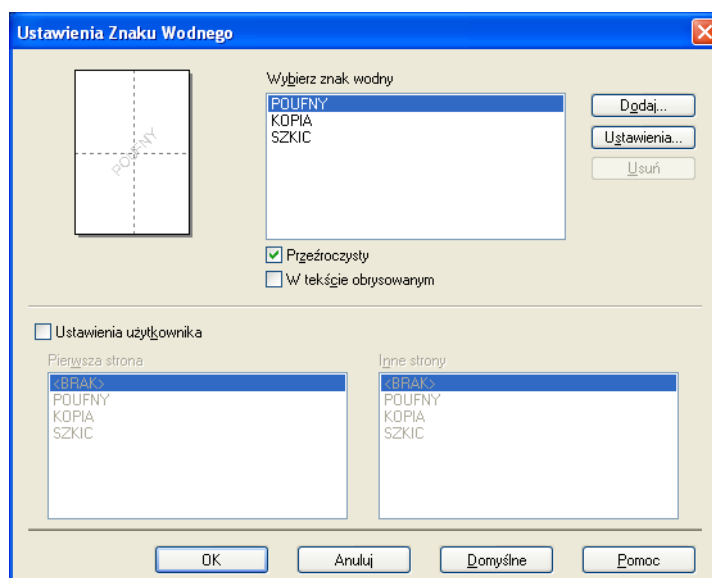 Ustawienia Znaku Wodnego
Wybierz znak wodny
POUFNY
POUFNY
KOPIA
SZKIC
Dodaj...
Ustawienia...
Usuń
Przeźroczysty
W tekście obrysowanym
Ustawienia użytkownika
Pierwsza strona
<BRAK>
POUFNY
KOPIA
SZKIC
Inne strony
<BRAK>
POUFNY
KOPIA
SZKIC
OK
Anuluj
Domyślne
Pomoc